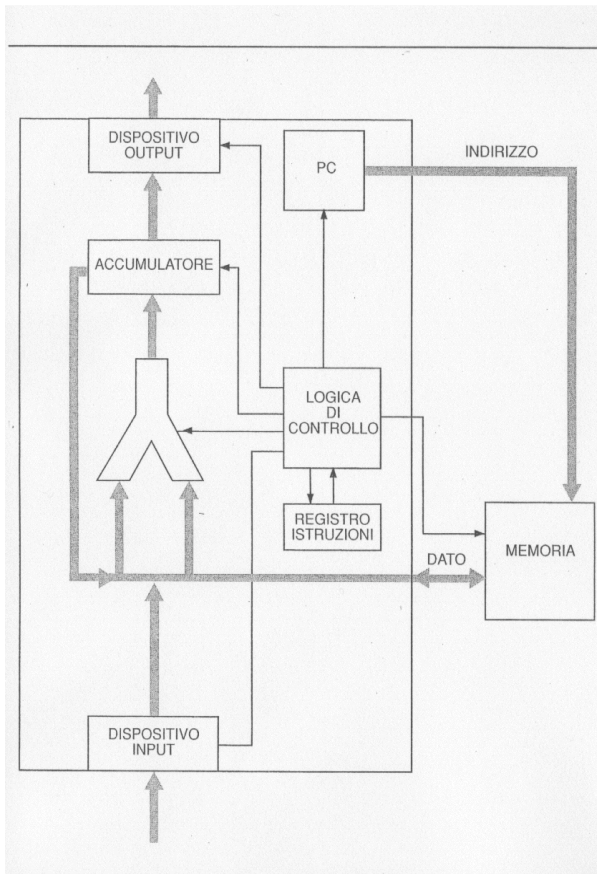 DISPOSITIVO
OUTPUT
PC
INDIRIZZO
ACCUMULATORE
LOGICA
DI
CONTROLLO
REGISTRO
ISTRUZIONI
DATO
MEMORIA
DISPOSITIVO
INPUT